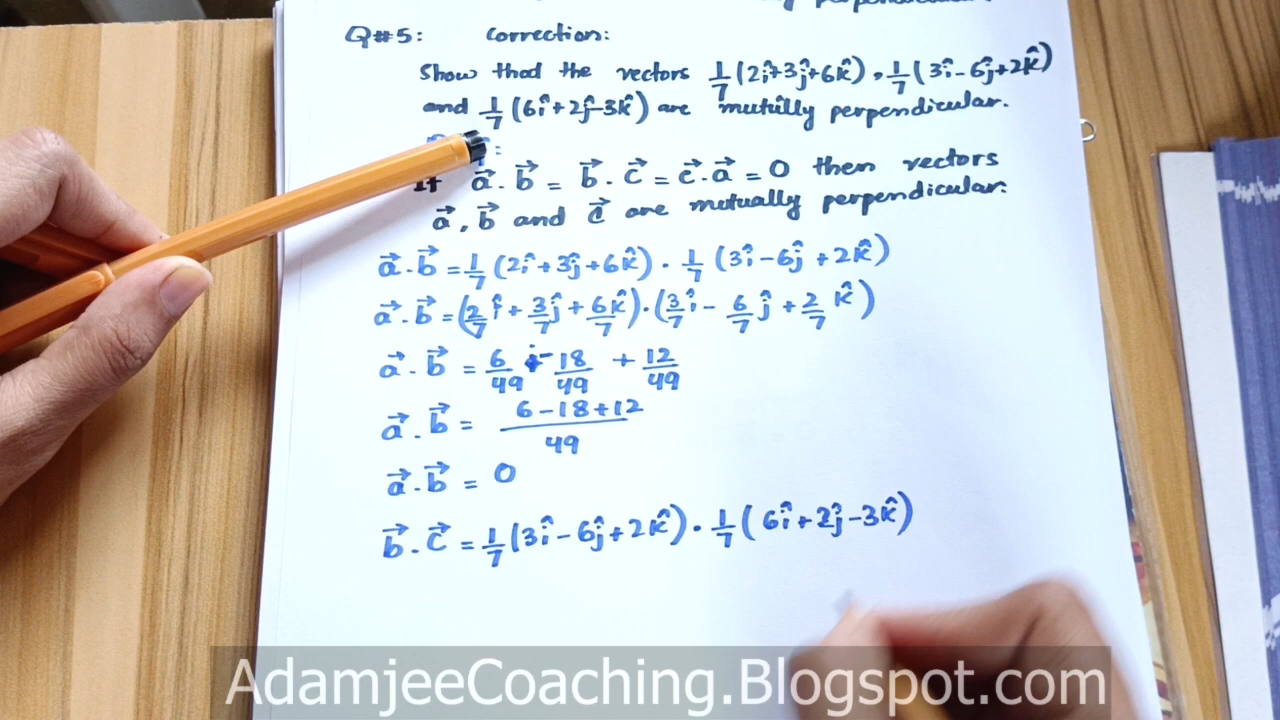 Q#5: Correction:
Show that the vectors 1/7 (2î+3ĵ+6k̂), 1/7 (3î-6ĵ+2k̂)
and 1/7 (6î+2ĵ-3k̂) are mutully perpendicular.
If a⃗.b⃗ = b⃗.c⃗ = c⃗.a⃗ = 0 then vectors
a⃗, b⃗ and c⃗ are mutually perpendicular.
a⃗.b⃗ = 1/7 (2î+3ĵ+6k̂) . 1/7 (3î-6ĵ+2k̂)
a⃗.b⃗ = (2/7 î + 3/7 ĵ + 6/7 k̂).(3/7 î - 6/7 ĵ + 2/7 k̂)
a⃗.b⃗ = 6/49 - 18/49 + 12/49
a⃗.b⃗ = 6-18+12/49
a⃗.b⃗ = 0
b⃗.c⃗ = 1/7 (3î-6ĵ+2k̂) . 1/7 (6î+2ĵ-3k̂)
AdamjeeCoaching.Blogspot.com